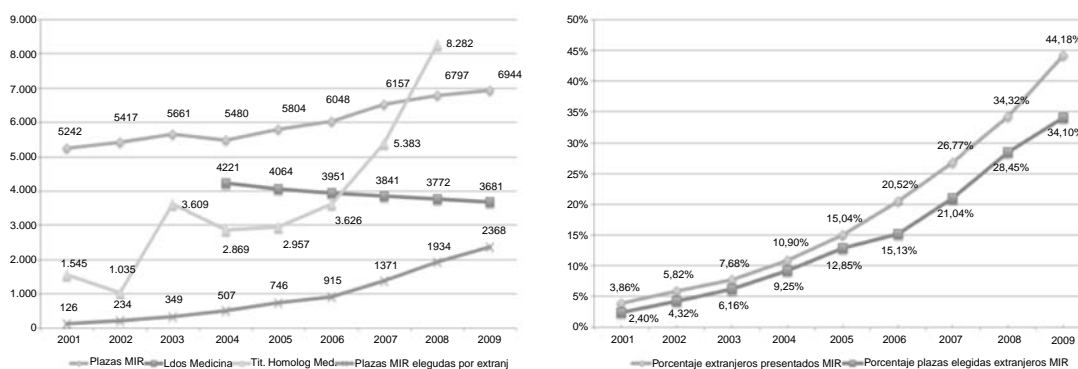 9.000
8.000
7.000
6.000
5.000
4.000
3.000
2.000
1.000
0
5242 5417 5661 5480 5804 6048 6157 6797 6944
8.282
5.383
4221 4064 3951 3841 3772 3681
1.545 1.035 3.609 2.869 2.957 3.626
126 234 349 507 746 915 1371 1934 2368
2001 2002 2003 2004 2005 2006 2007 2008 2009
Plazas MIR Ldos Medicina Tit. Homolog Med. Plazas MIR elegudas por extranj
50%
45%
40%
35%
30%
25%
20%
15%
10%
5%
0%
3,86% 5,82% 7,68% 10,90% 15,04% 20,52% 26,77% 34,32% 44,18%
2,40% 4,32% 6,16% 9,25% 12,85% 15,13% 21,04% 28,45% 34,10%
2001 2002 2003 2004 2005 2006 2007 2008 2009
Porcentaje extranjeros presentados MIR Porcentaje plazas elegidas extranjeros MIR